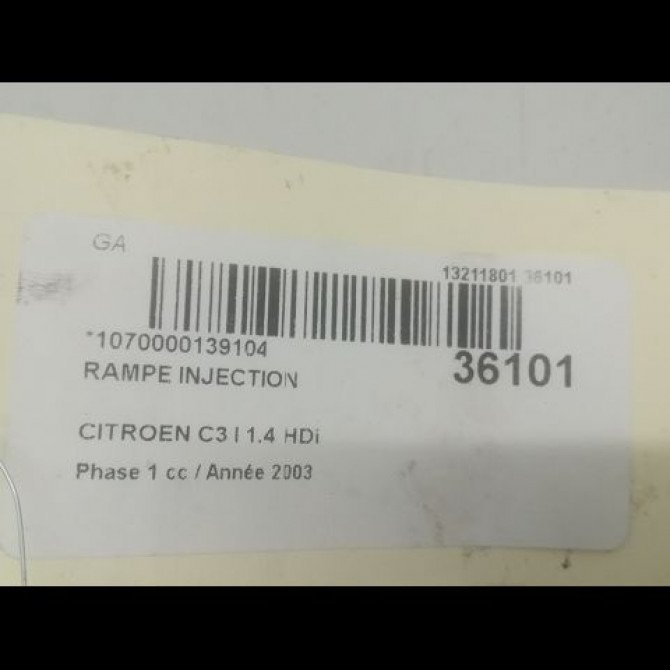 GA
13211801 36101
*1070000139104
36101
RAMPE INJECTION
CITROEN C3 I 1.4 HDi
Phase 1 cc / Année 2003